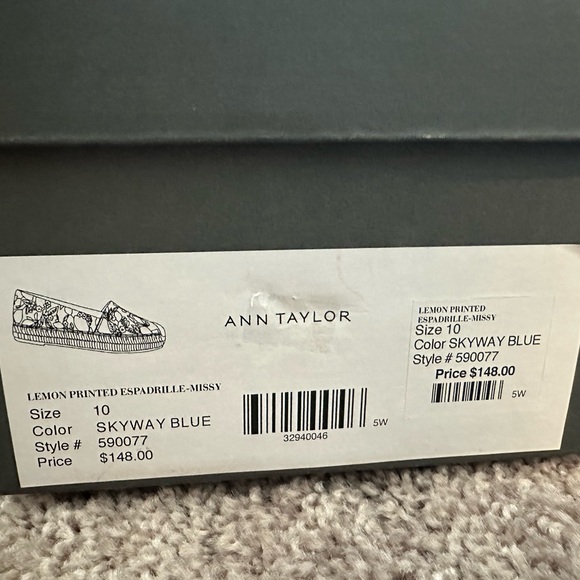 ANN TAYLOR
LEMON PRINTED ESPADRILLE-MISSY
Size 10
Color SKYWAY BLUE
Style # 590077
Price $148.00
32940046
5W
LEMON PRINTED
ESPADRILLE-MISSY
Size 10
Color SKYWAY BLUE
Style # 590077
Price $148.00
5W